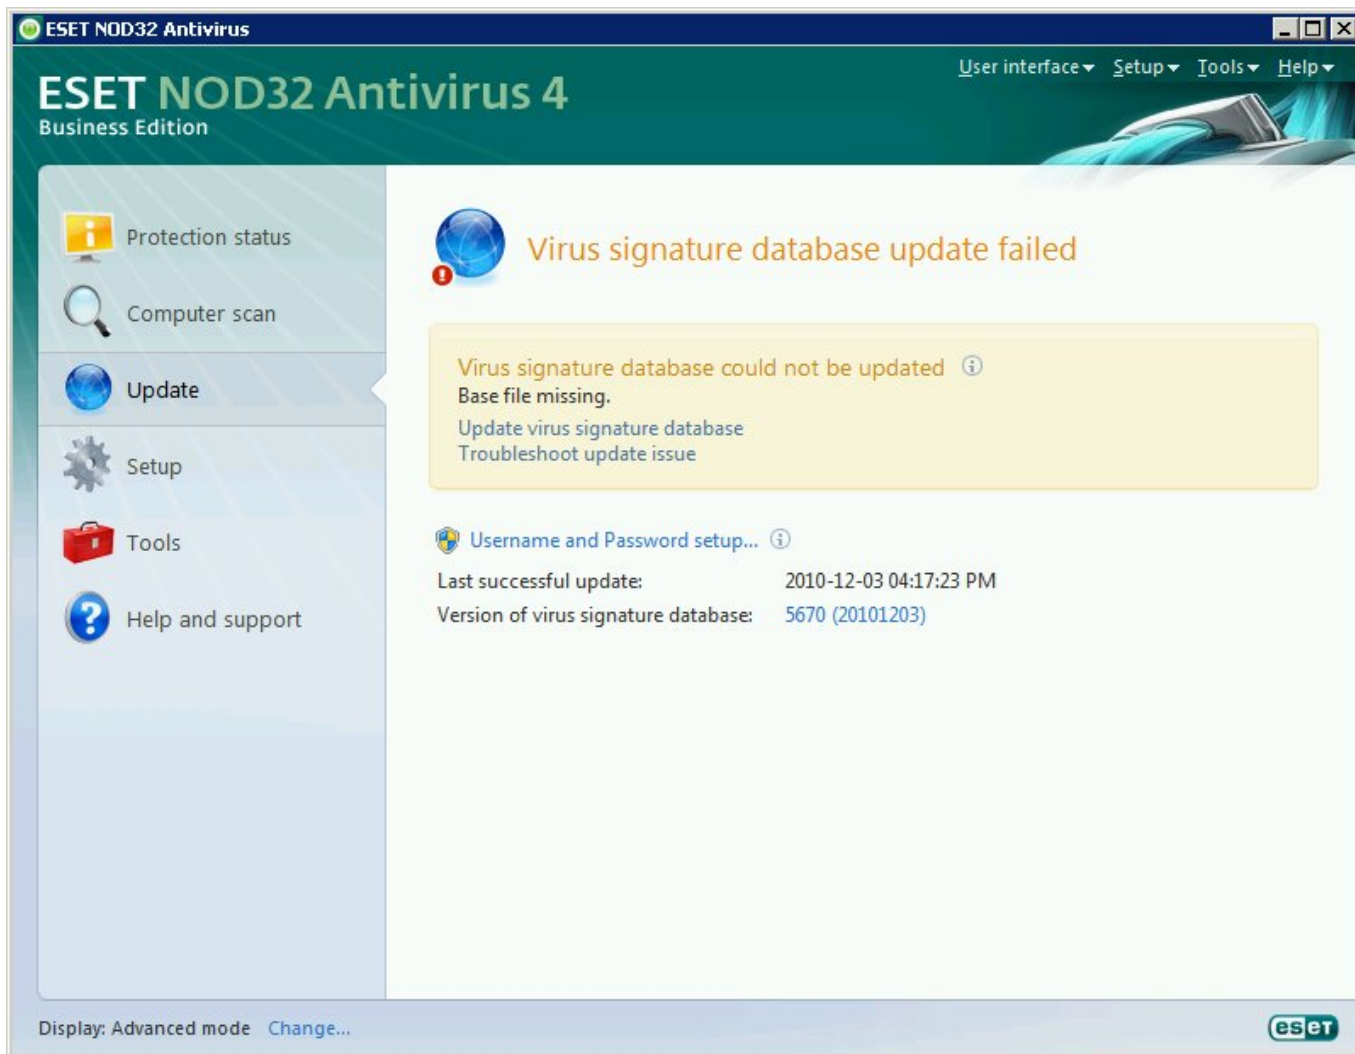 ESET NOD32 Antivirus
User interface Setup Tools Help
ESET NOD32 Antivirus 4
Business Edition
Protection status
Computer scan
Update
Setup
Tools
Help and support
Virus signature database update failed
Virus signature database could not be updated
Base file missing.
Update virus signature database
Troubleshoot update issue
Username and Password setup...
Last successful update: 2010-12-03 04:17:23 PM
Version of virus signature database: 5670 (20101203)
Display: Advanced mode Change...
eseT